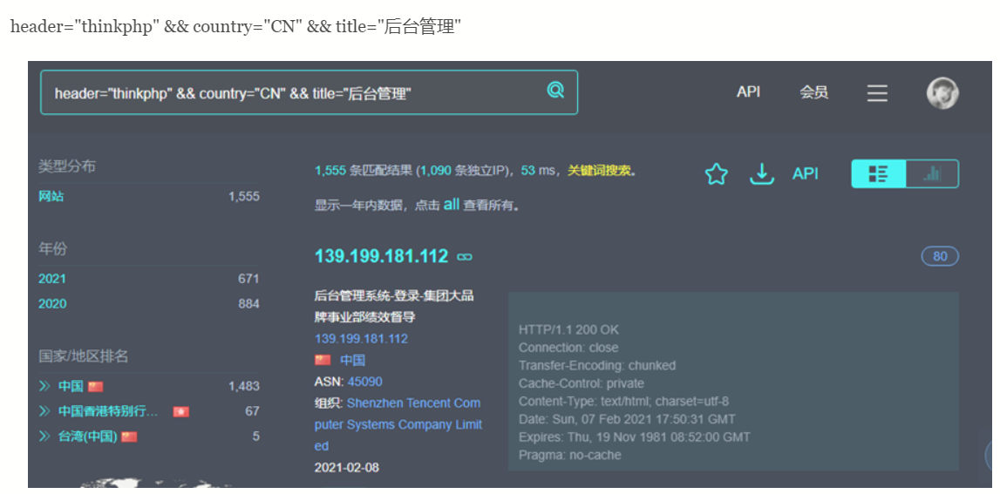 header="thinkphp" && country="CN" && title="后台管理"
header="thinkphp" && country="CN" && title="后台管理"
API
会员
类型分布
网站 1,555
年份
2021 671
2020 884
国家/地区排名
中国 1,483
中国香港特别行... 67
台湾(中国) 5
1,555 条匹配结果 (1,090 条独立IP)，53 ms，关键词搜索。
API
显示一年内数据，点击 all 查看所有。
139.199.181.112
80
后台管理系统-登录-集团大品
牌事业部绩效督导
139.199.181.112
中国
ASN: 45090
组织: Shenzhen Tencent Com
puter Systems Company Limit
ed
2021-02-08
HTTP/1.1 200 OK
Connection: close
Transfer-Encoding: chunked
Cache-Control: private
Content-Type: text/html; charset=utf-8
Date: Sun, 07 Feb 2021 17:50:31 GMT
Expires: Thu, 19 Nov 1981 08:52:00 GMT
Pragma: no-cache